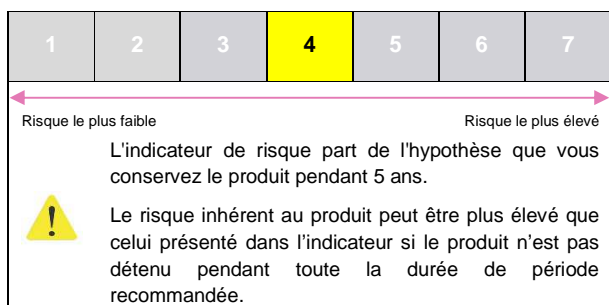 1 2 3 4 5 6 7
Risque le plus faible Risque le plus élevé
L'indicateur de risque part de l'hypothèse que vous
conservez le produit pendant 5 ans.
Le risque inhérent au produit peut être plus élevé que
celui présenté dans l’indicateur si le produit n’est pas
détenu pendant toute la durée de période
recommandée.